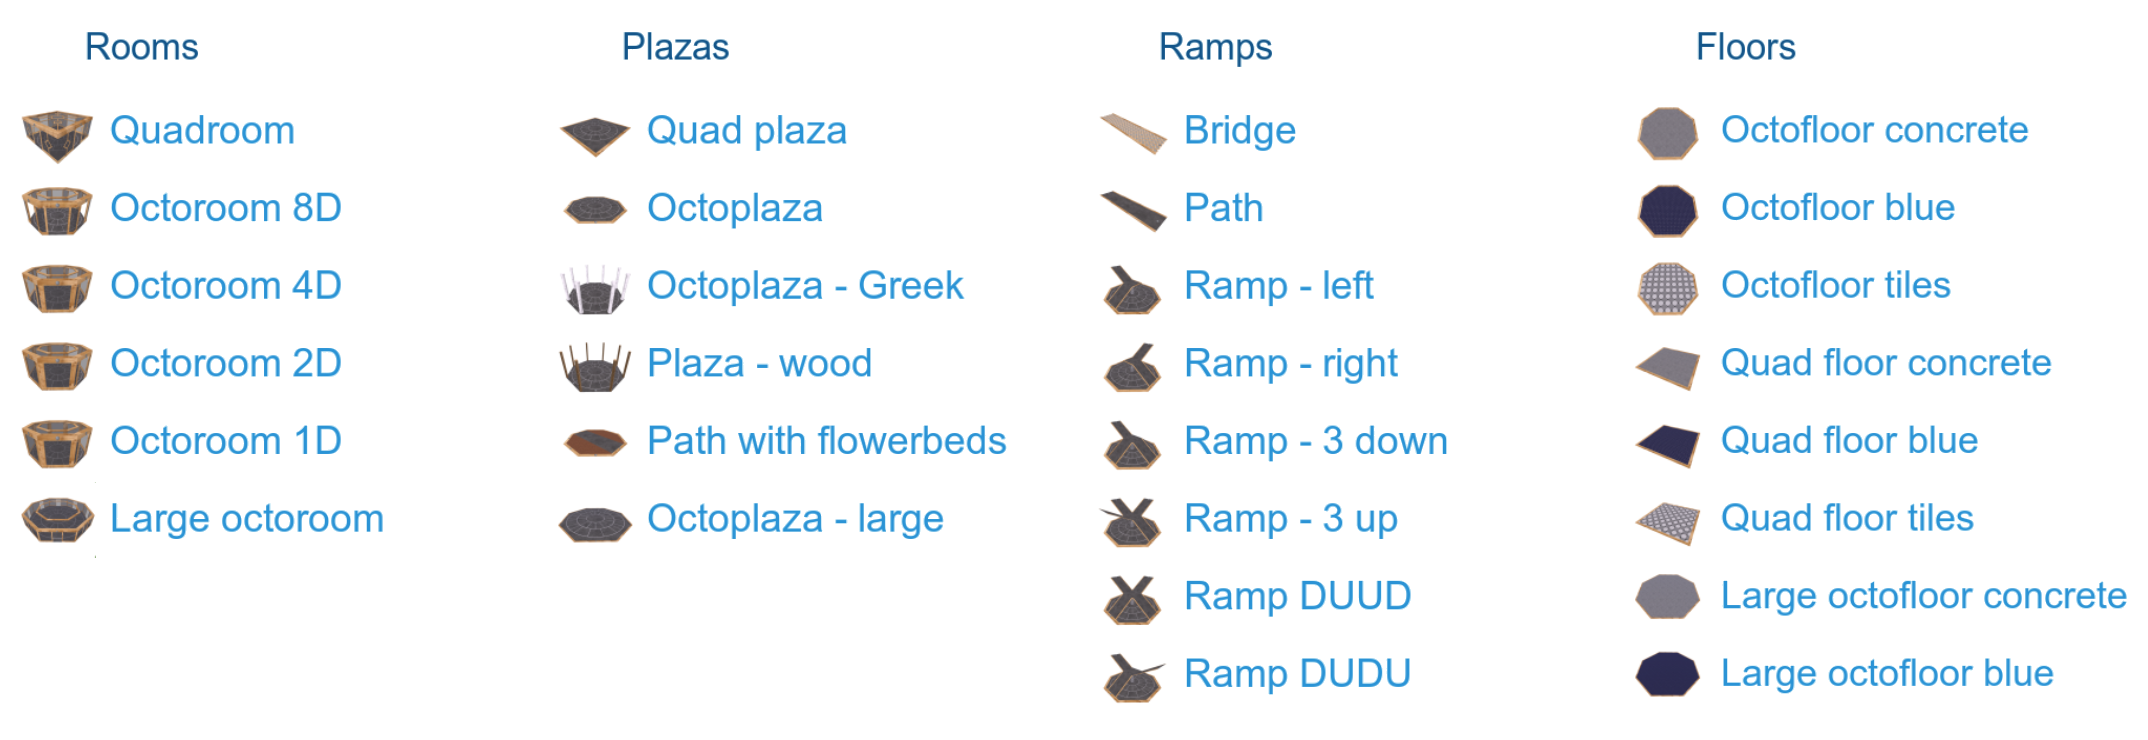 Rooms
Quadroom
Octoroom 8D
Octoroom 4D
Octoroom 2D
Octoroom 1D
Large octoroom
Plazas
Quad plaza
Octoplaza
Octoplaza - Greek
Plaza - wood
Path with flowerbeds
Octoplaza - large
Ramps
Bridge
Path
Ramp - left
Ramp - right
Ramp - 3 down
Ramp - 3 up
Ramp DUUD
Ramp DUDU
Floors
Octofloor concrete
Octofloor blue
Octofloor tiles
Quad floor concrete
Quad floor blue
Quad floor tiles
Large octofloor concrete
Large octofloor blue